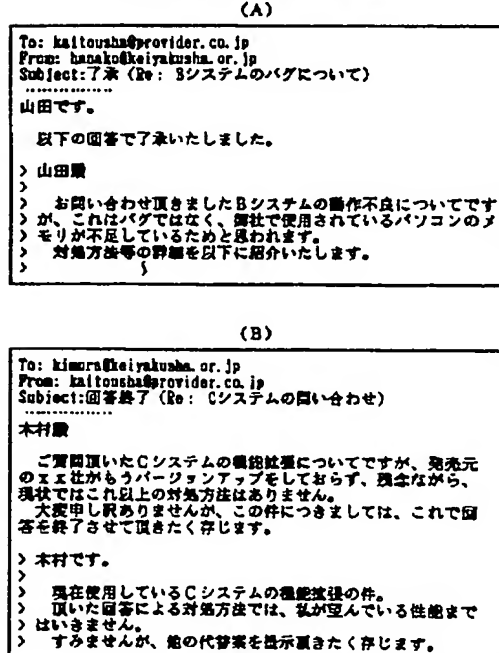 (A)
To: kaitousha@provider.co.jp
From: hanako@keiyakusha.or.jp
Subject:了承（Re: Bシステムのバグについて）
.................
山田です。
以下の回答で了承いたしました。
> 山田殿
>
> お問い合わせ頂きましたBシステムの動作不良についてです
> が、これはバグではなく、御社で使用されているパソコンのメ
> モリが不足しているためと思われます。
> 対処方法等の詳細を以下に紹介いたします。
> ∫
(B)
To: kimura@keiyakusha.or.jp
From: kaitousha@provider.co.jp
Subject:回答終了（Re: Cシステムの問い合わせ）
.................
木村殿
ご質問頂いたCシステムの機能拡張についてですが、発売元
のxx社がもうバージョンアップをしておらず、残念ながら、
現状ではこれ以上の対処方法はありません。
大変申し訳ありませんが、この件につきましては、これで回
答を終了させて頂きたく存じます。
> 木村です。
>
> 現在使用しているCシステムの機能拡張の件。
> 頂いた回答による対処方法では、私が望んでいる性能まで
> はいきません。
> すみませんが、他の代替案を提示頂きたく存じます。